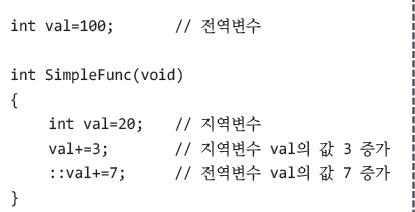 int val=100;       // 전역변수
int SimpleFunc(void)
{
    int val=20;   // 지역변수
    val+=3;       // 지역변수 val의 값 3 증가
    ::val+=7;     // 전역변수 val의 값 7 증가
}